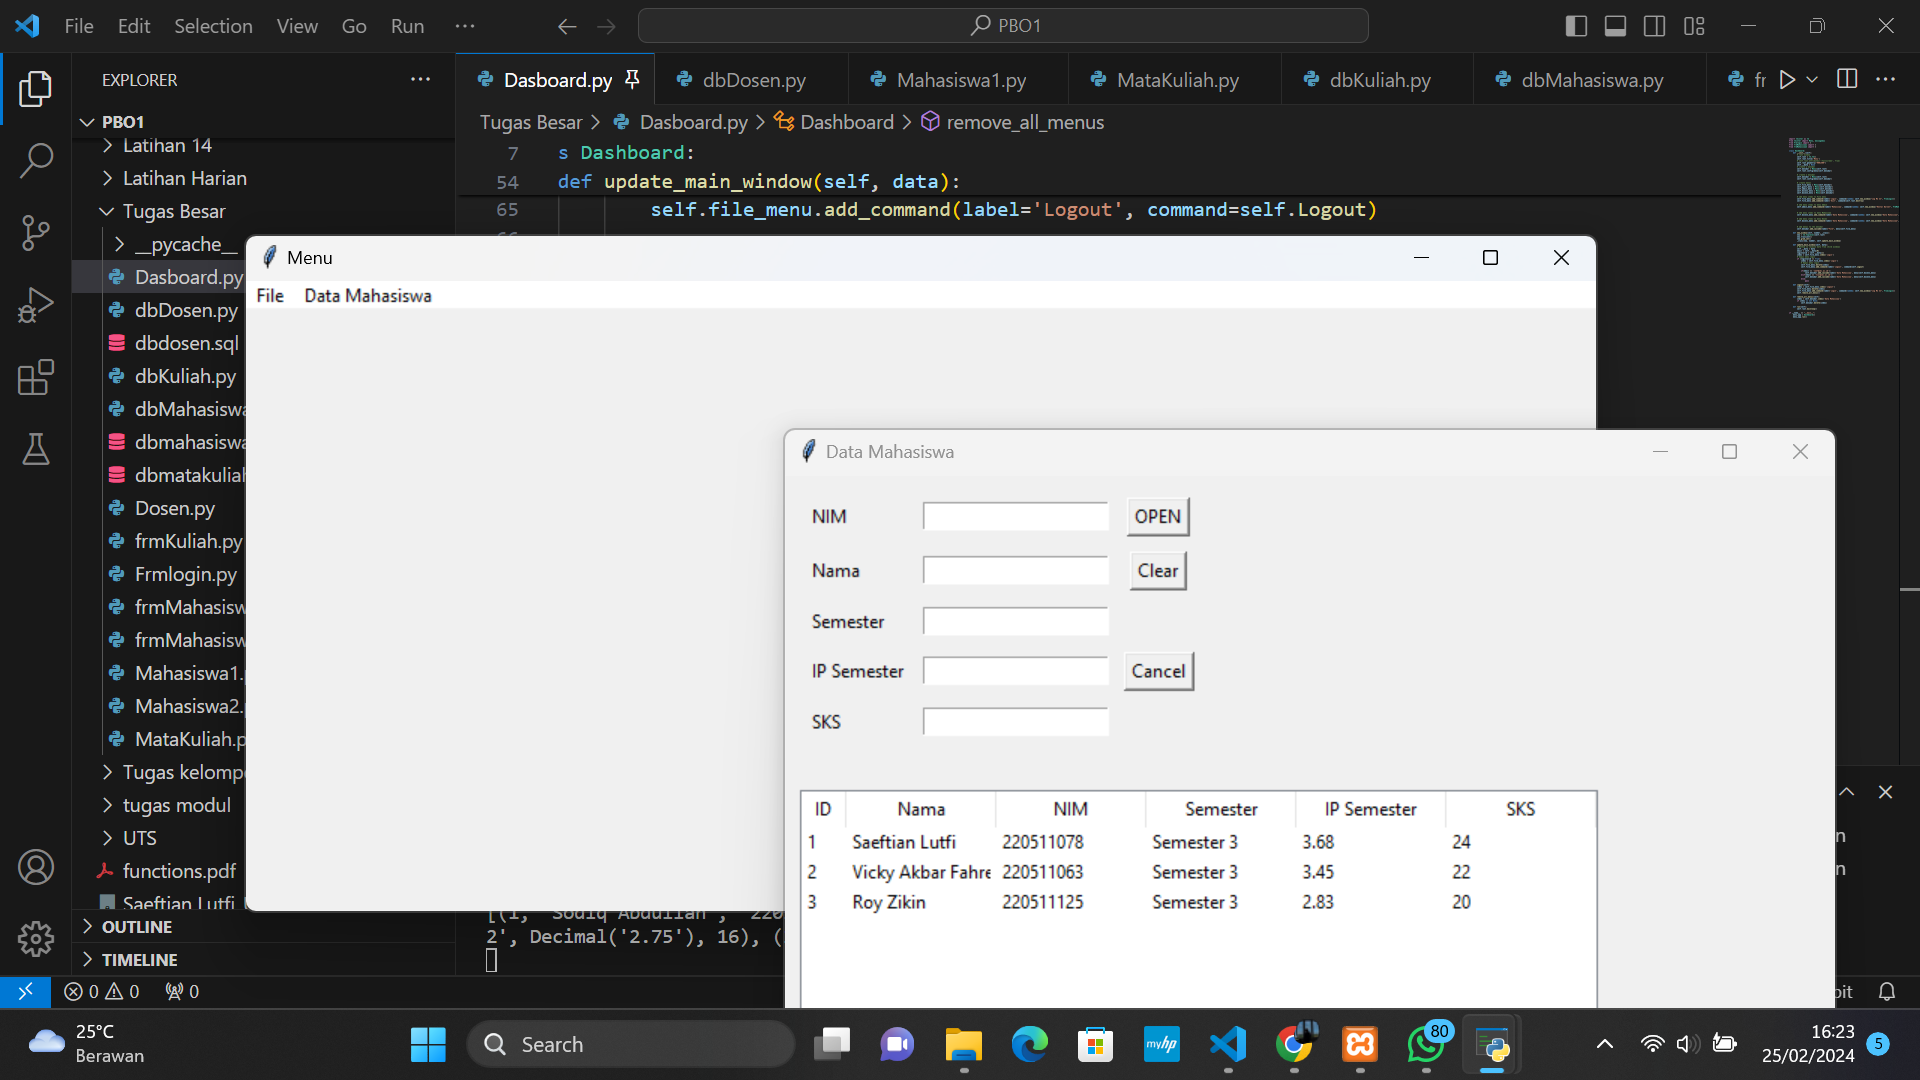 File Edit Selection View Go Run ···
PBO1
EXPLORER
Dasboard.py dbDosen.py Mahasiswa1.py MataKuliah.py dbKuliah.py dbMahasiswa.py fr
PBO1
Latihan 14
Latihan Harian
Tugas Besar
__pycache__
Dasboard.py
dbDosen.py
dbdosen.sql
dbKuliah.py
dbMahasiswa
dbmahasiswa
dbmatakuliah
Dosen.py
frmKuliah.py
Frmlogin.py
frmMahasisw
frmMahasisw
Mahasiswa1.
Mahasiswa2.
MataKuliah.p
Tugas kelomp
tugas modul
UTS
functions.pdf
Saeftian Lutfi
OUTLINE
TIMELINE
Tugas Besar > Dasboard.py > Dashboard > remove_all_menus
7 s Dashboard:
54 def update_main_window(self, data):
65 self.file_menu.add_command(label='Logout', command=self.Logout)
Menu
File Data Mahasiswa
Data Mahasiswa
NIM OPEN
Nama Clear
Semester
IP Semester Cancel
SKS
ID Nama NIM Semester IP Semester SKS
1 Saeftian Lutfi 220511078 Semester 3 3.68 24
2 Vicky Akbar Fahre 220511063 Semester 3 3.45 22
3 Roy Zikin 220511125 Semester 3 2.83 20
n
n
[(1, 'Sodiq Abdullah', '220
2', Decimal('2.75'), 16), (
0 0 0
bit
25°C
Berawan
Search
myhp
80
16:23
25/02/2024
5